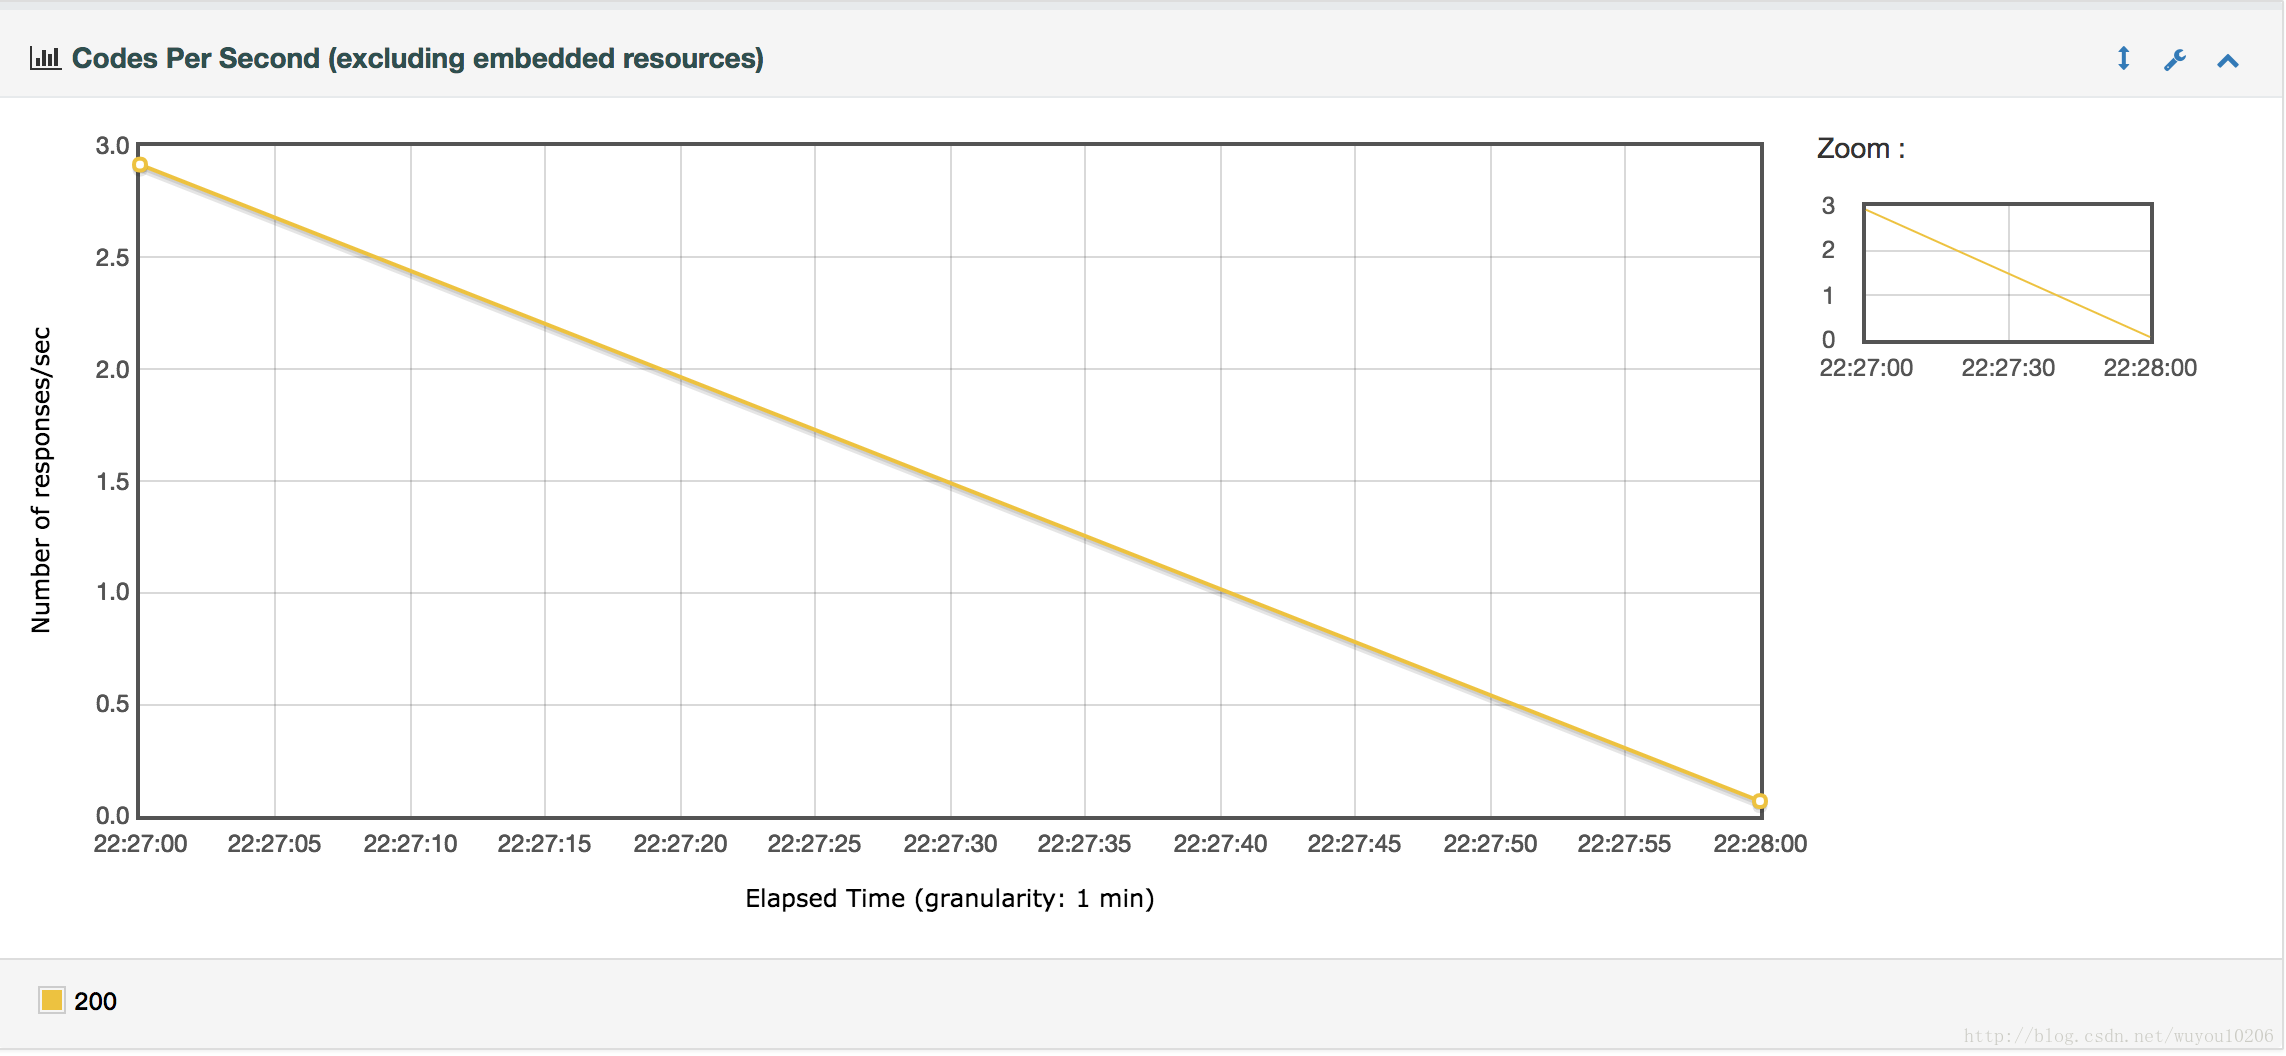 Codes Per Second (excluding embedded resources)
Zoom :
3.0
2.5
2.0
1.5
1.0
0.5
0.0
Number of responses/sec
22:27:00 22:27:05 22:27:10 22:27:15 22:27:20 22:27:25 22:27:30 22:27:35 22:27:40 22:27:45 22:27:50 22:27:55 22:28:00
Elapsed Time (granularity: 1 min)
3
2
1
0
22:27:00 22:27:30 22:28:00
200
http://blog.csdn.net/wuyou10206